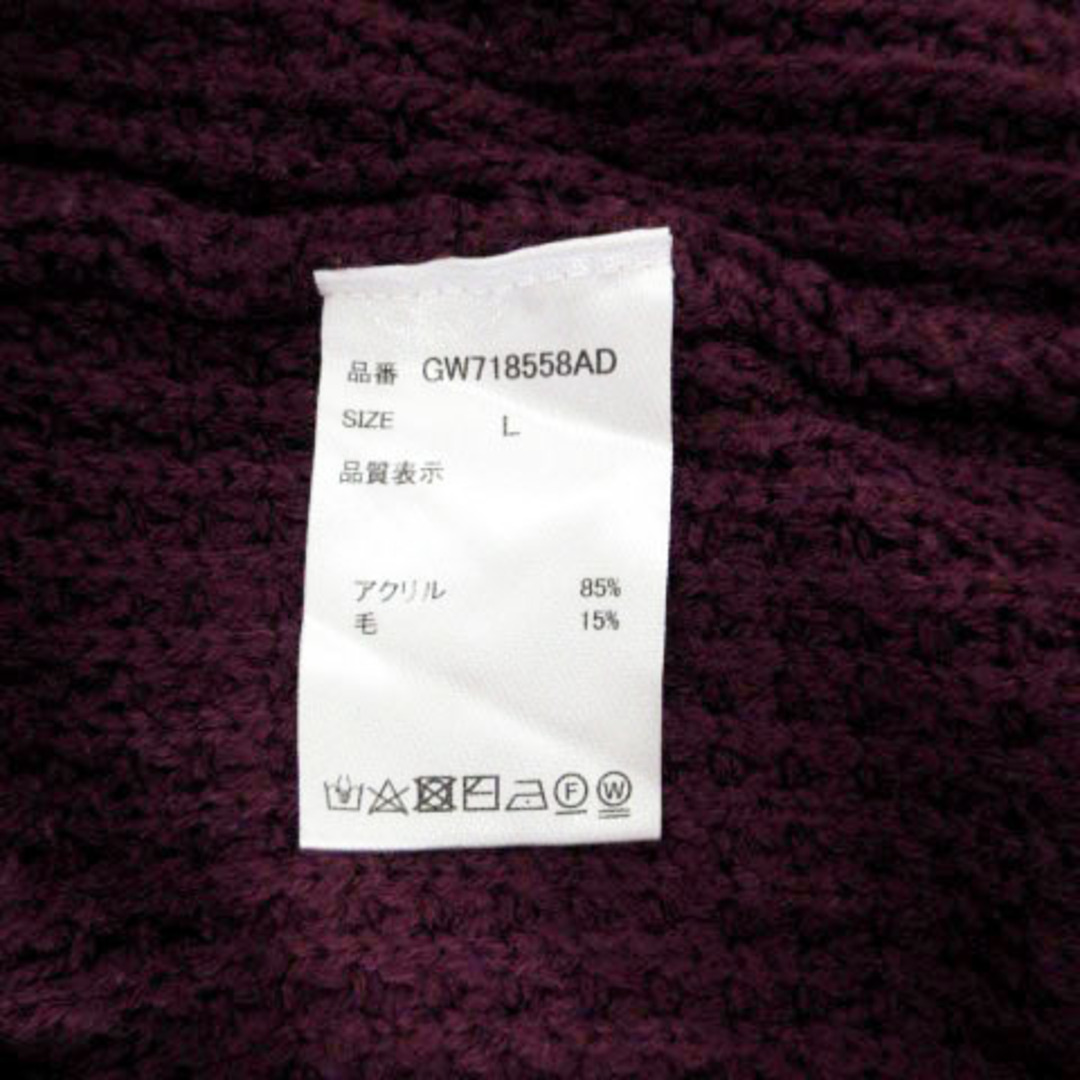 品番 GW718558AD
SIZE L
品質表示
アクリル 85%
毛 15%
F W